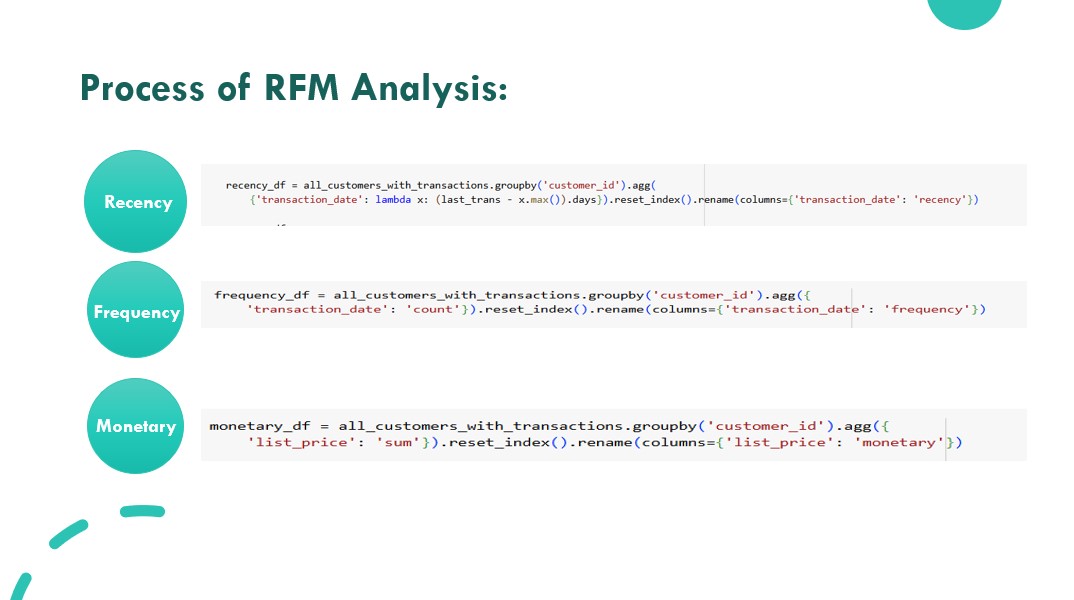 Process of RFM Analysis:
Recency
recency_df = all_customers_with_transactions.groupby('customer_id').agg(
{'transaction_date': lambda x: (last_trans - x.max()).days}).reset_index().rename(columns={'transaction_date': 'recency'})
Frequency
frequency_df = all_customers_with_transactions.groupby('customer_id').agg({
'transaction_date': 'count'}).reset_index().rename(columns={'transaction_date': 'frequency'})
Monetary
monetary_df = all_customers_with_transactions.groupby('customer_id').agg({
'list_price': 'sum'}).reset_index().rename(columns={'list_price': 'monetary'})